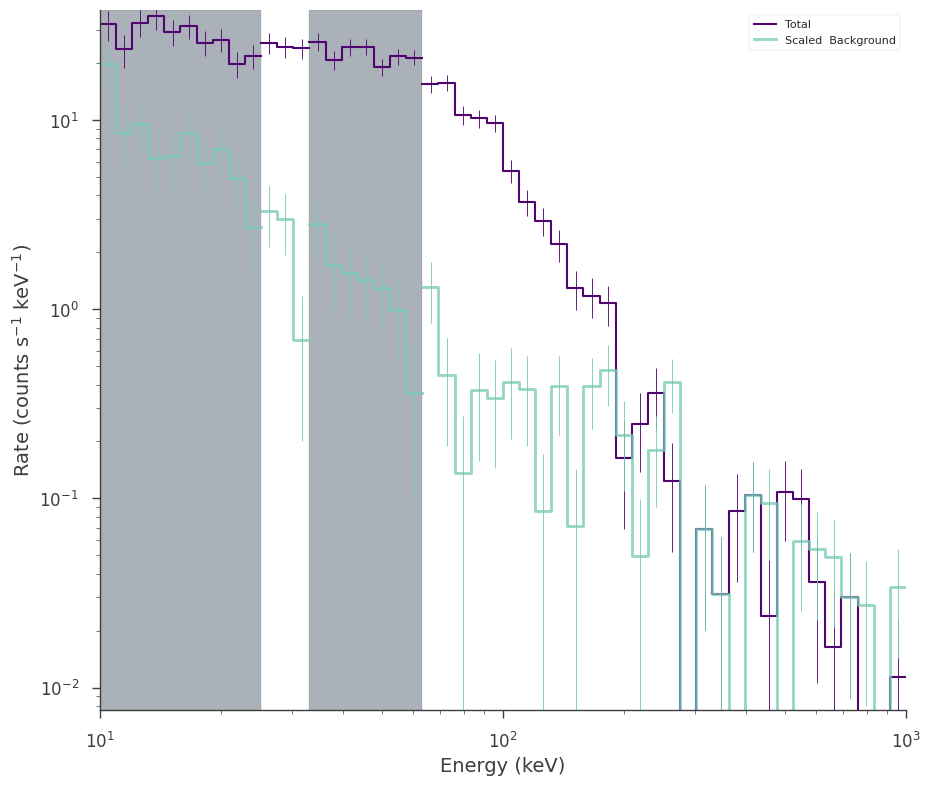 Total
Scaled Background
Rate (counts s⁻¹ keV⁻¹)
10¹
10⁰
10⁻¹
10⁻²
10¹ 10² 10³
Energy (keV)